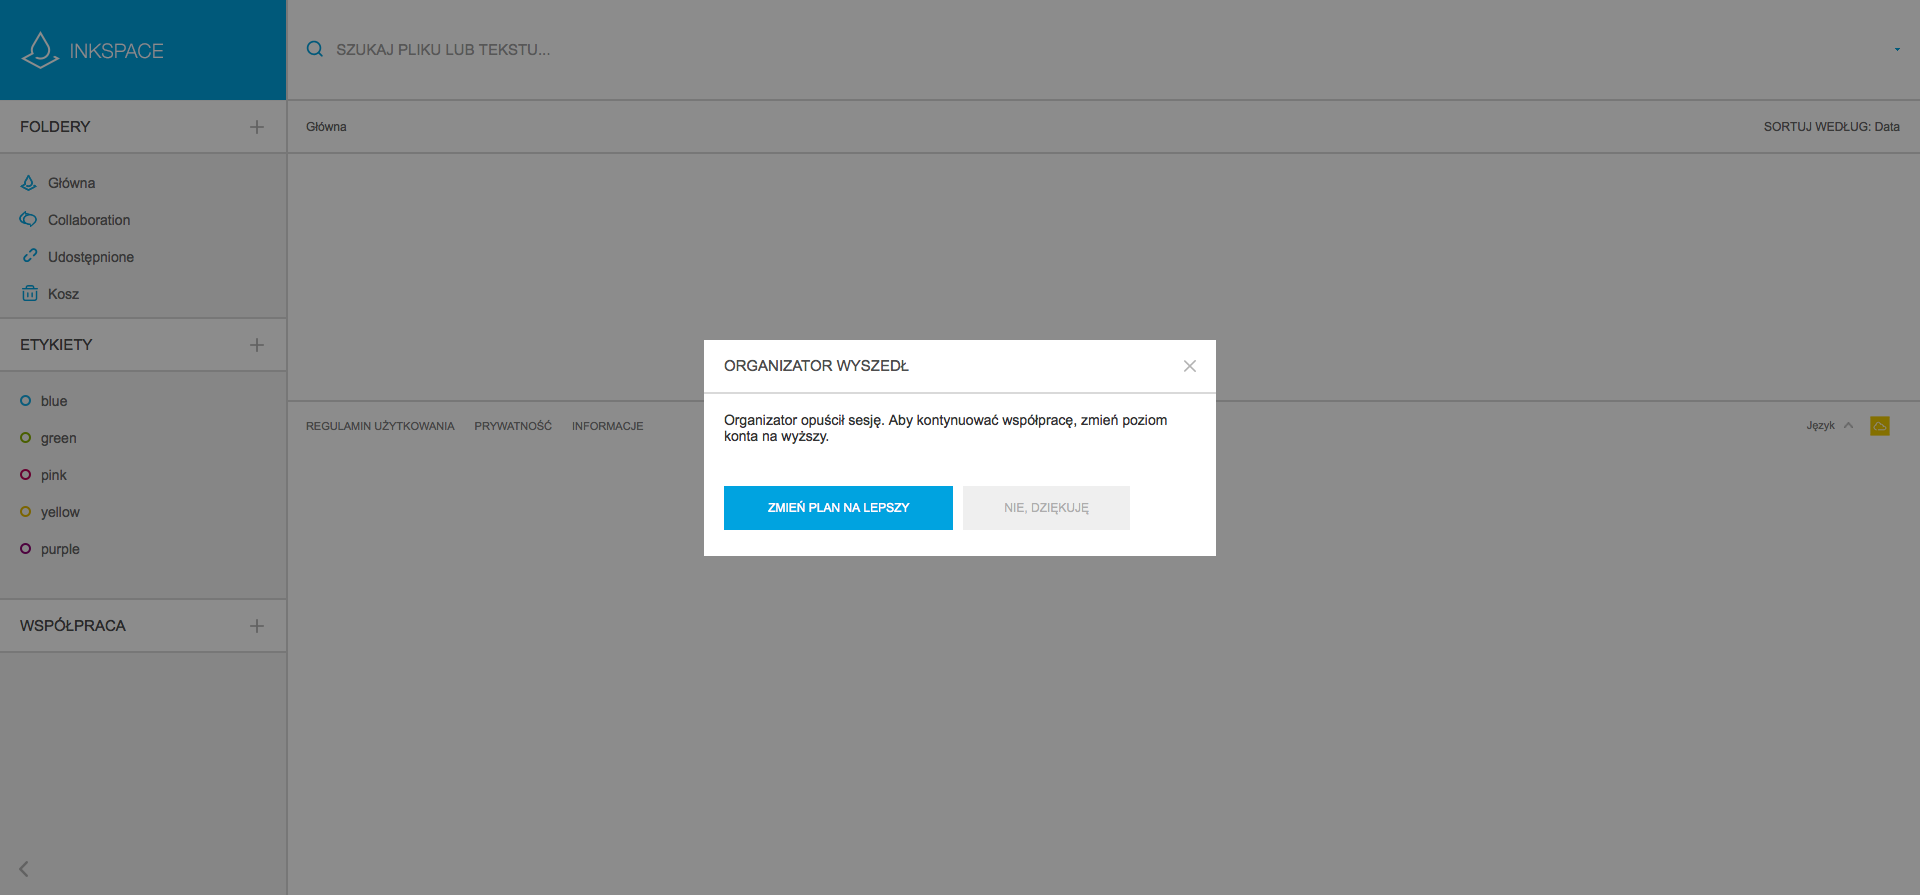 INKSPACE
SZUKAJ PLIKU LUB TEKSTU...
FOLDERY
Główna
SORTUJ WEDŁUG: Data
Główna
Collaboration
Udostępnione
Kosz
ETYKIETY
blue
green
pink
yellow
purple
WSPÓŁPRACA
ORGANIZATOR WYSZEDŁ
Organizator opuścił sesję. Aby kontynuować współpracę, zmień poziom
konta na wyższy.
ZMIEŃ PLAN NA LEPSZY
NIE, DZIĘKUJĘ
REGULAMIN UŻYTKOWANIA
PRYWATNOŚĆ
INFORMACJE
Język